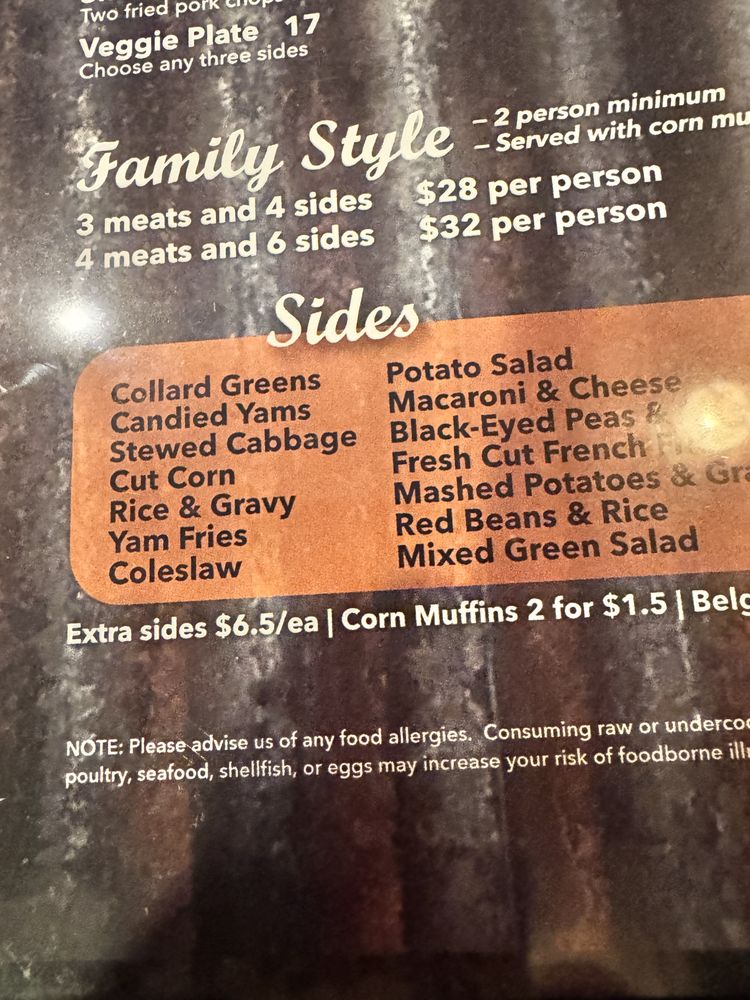 Two fried pork chops
Veggie Plate 17
Choose any three sides
Family Style
– 2 person minimum
– Served with corn mu
3 meats and 4 sides $28 per person
4 meats and 6 sides $32 per person
Sides
Collard Greens
Candied Yams
Stewed Cabbage
Cut Corn
Rice & Gravy
Yam Fries
Coleslaw
Potato Salad
Macaroni & Cheese
Black-Eyed Peas &
Fresh Cut French
Mashed Potatoes & Gra
Red Beans & Rice
Mixed Green Salad
Extra sides $6.5/ea | Corn Muffins 2 for $1.5 | Belg
NOTE: Please advise us of any food allergies. Consuming raw or underco
poultry, seafood, shellfish, or eggs may increase your risk of foodborne ill